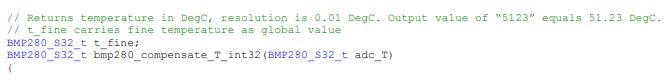 // Returns temperature in DegC, resolution is 0.01 DegC. Output value of “5123” equals 51.23 DegC.
// t_fine carries fine temperature as global value
BMP280_S32_t t_fine;
BMP280_S32_t bmp280_compensate_T_int32(BMP280_S32_t adc_T)
{